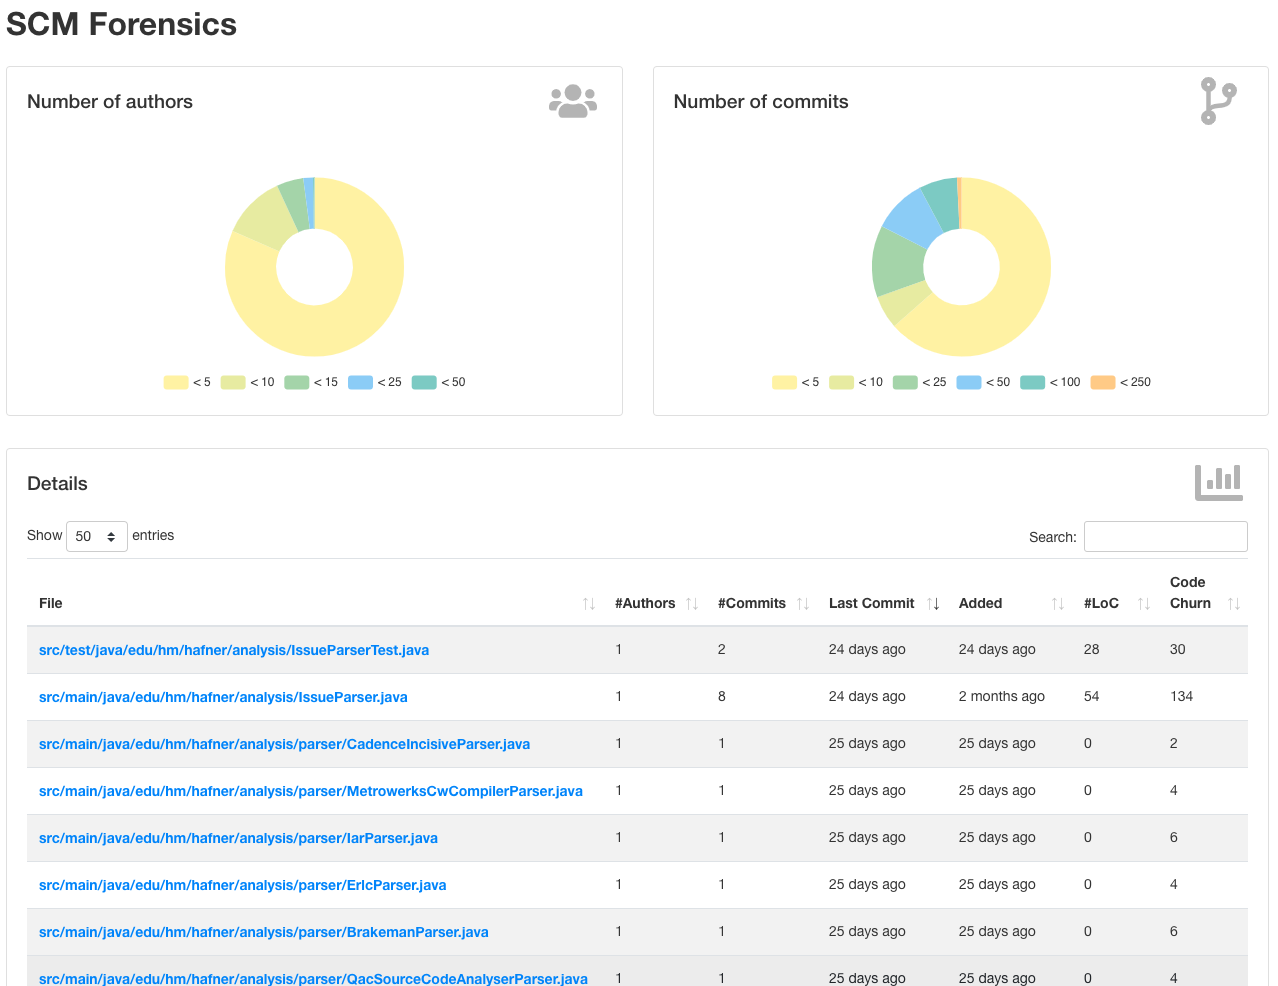 SCM Forensics
Number of authors
< 5 < 10 < 15 < 25 < 50
Number of commits
< 5 < 10 < 25 < 50 < 100 < 250
Details
Show 50 entries
Search:
File #Authors #Commits Last Commit Added #LoC Code Churn
src/test/java/edu/hm/hafner/analysis/IssueParserTest.java 1 2 24 days ago 24 days ago 28 30
src/main/java/edu/hm/hafner/analysis/IssueParser.java 1 8 24 days ago 2 months ago 54 134
src/main/java/edu/hm/hafner/analysis/parser/CadenceIncisiveParser.java 1 1 25 days ago 25 days ago 0 2
src/main/java/edu/hm/hafner/analysis/parser/MetrowerksCwCompilerParser.java 1 1 25 days ago 25 days ago 0 4
src/main/java/edu/hm/hafner/analysis/parser/IarParser.java 1 1 25 days ago 25 days ago 0 6
src/main/java/edu/hm/hafner/analysis/parser/ErlcParser.java 1 1 25 days ago 25 days ago 0 4
src/main/java/edu/hm/hafner/analysis/parser/BrakemanParser.java 1 1 25 days ago 25 days ago 0 6
src/main/java/edu/hm/hafner/analysis/parser/QacSourceCodeAnalyserParser.java 1 1 25 days ago 25 days ago 0 4